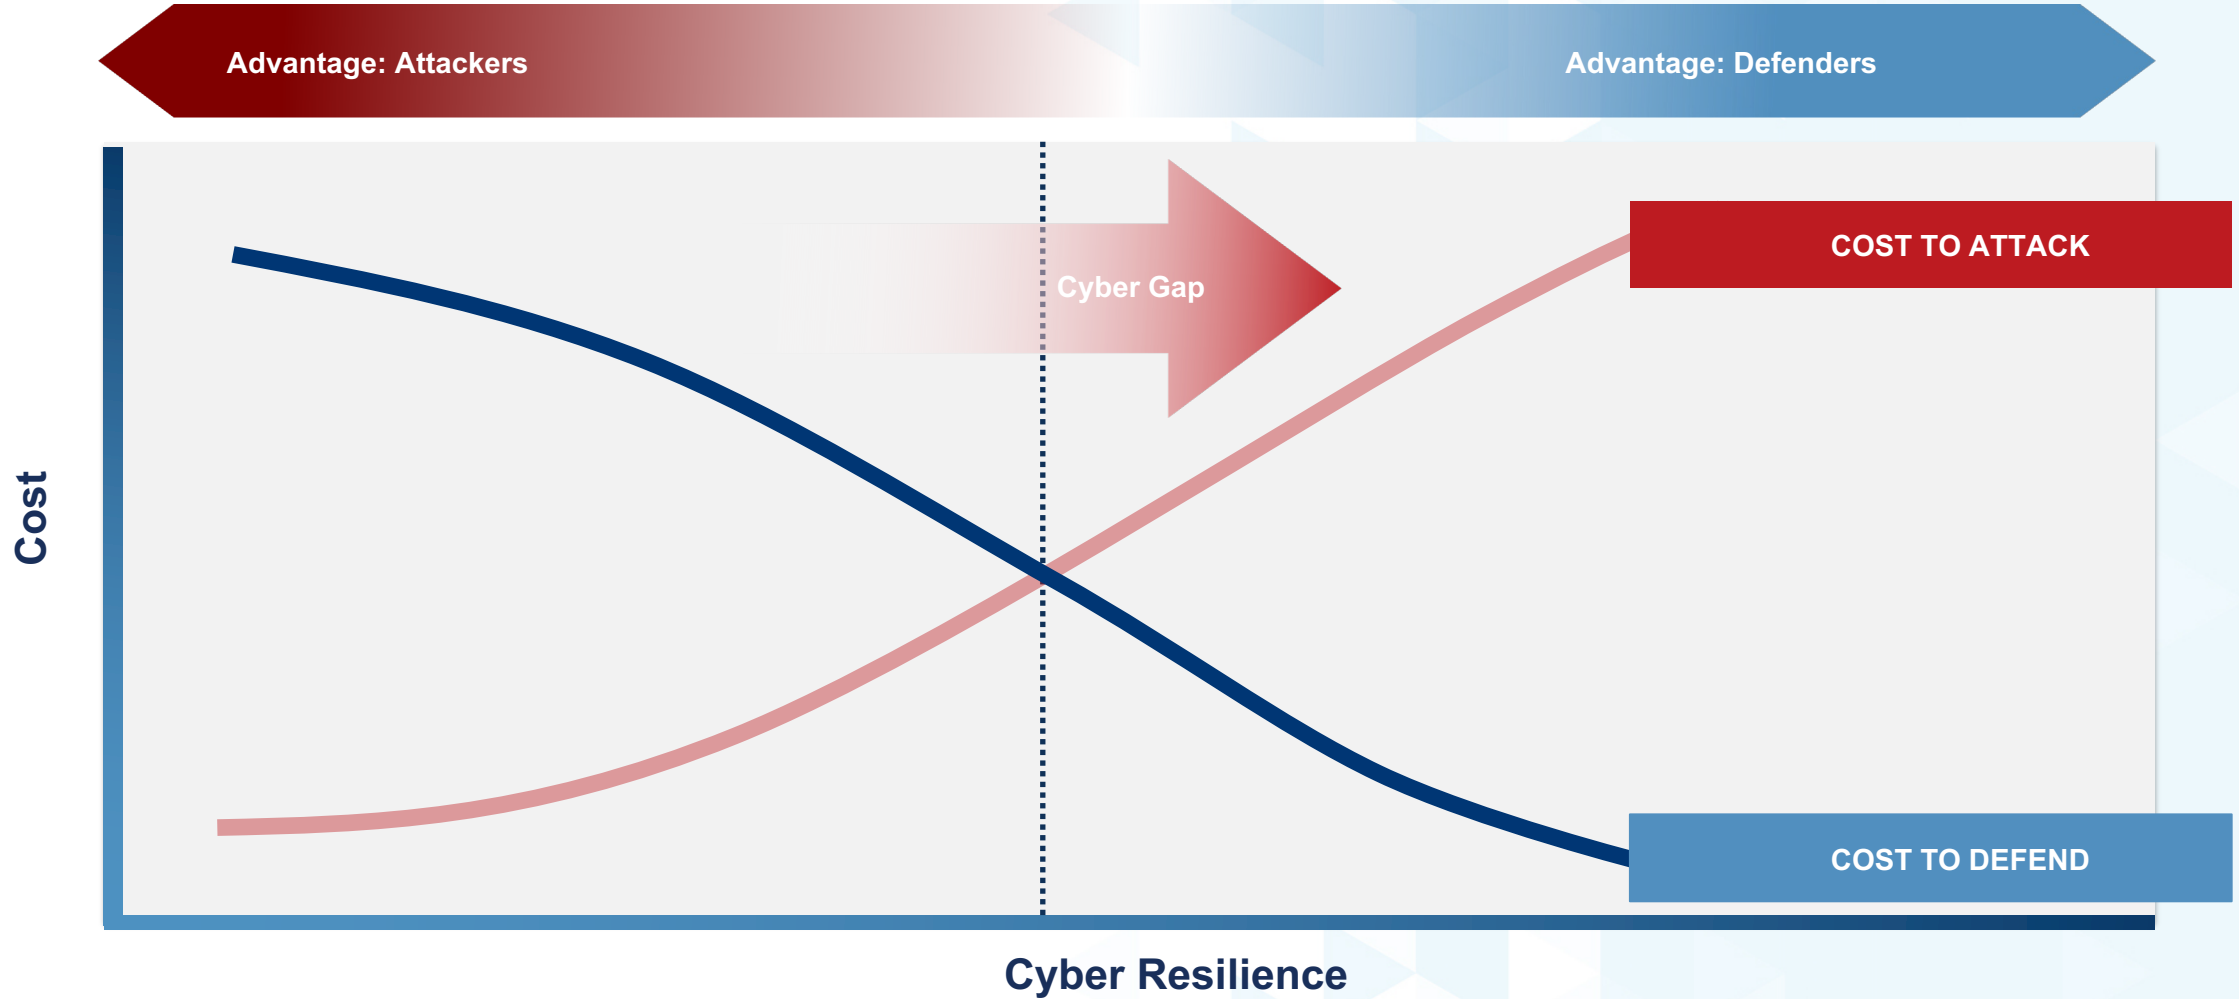 Advantage: Attackers
Advantage: Defenders
Cyber Gap
COST TO ATTACK
Cost
COST TO DEFEND
Cyber Resilience